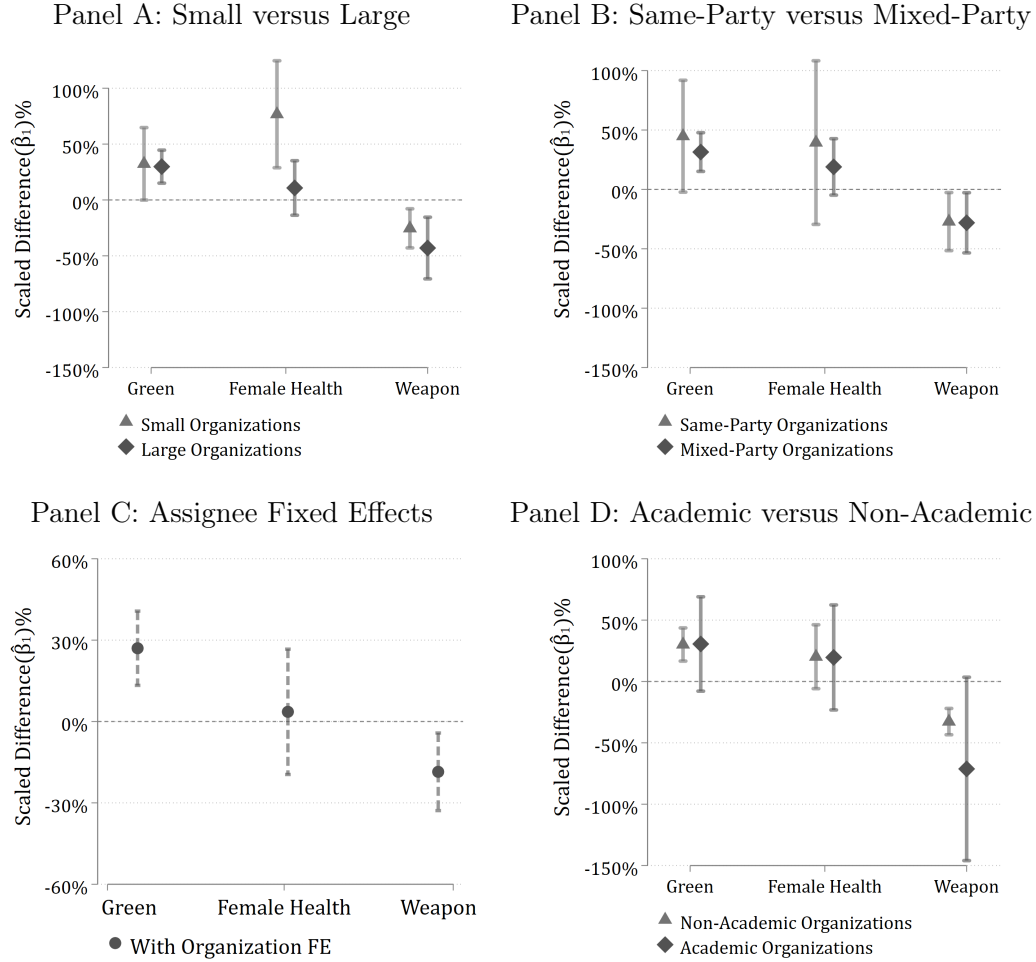 Panel A: Small versus Large
Scaled Difference(β̂₁)%
100%
50%
0%
-50%
-100%
-150%
Green Female Health Weapon
Small Organizations
Large Organizations
Panel B: Same-Party versus Mixed-Party
Scaled Difference(β̂₁)%
100%
50%
0%
-50%
-100%
-150%
Green Female Health Weapon
Same-Party Organizations
Mixed-Party Organizations
Panel C: Assignee Fixed Effects
Scaled Difference(β̂₁)%
60%
30%
0%
-30%
-60%
Green Female Health Weapon
With Organization FE
Panel D: Academic versus Non-Academic
Scaled Difference(β̂₁)%
100%
50%
0%
-50%
-100%
-150%
Green Female Health Weapon
Non-Academic Organizations
Academic Organizations